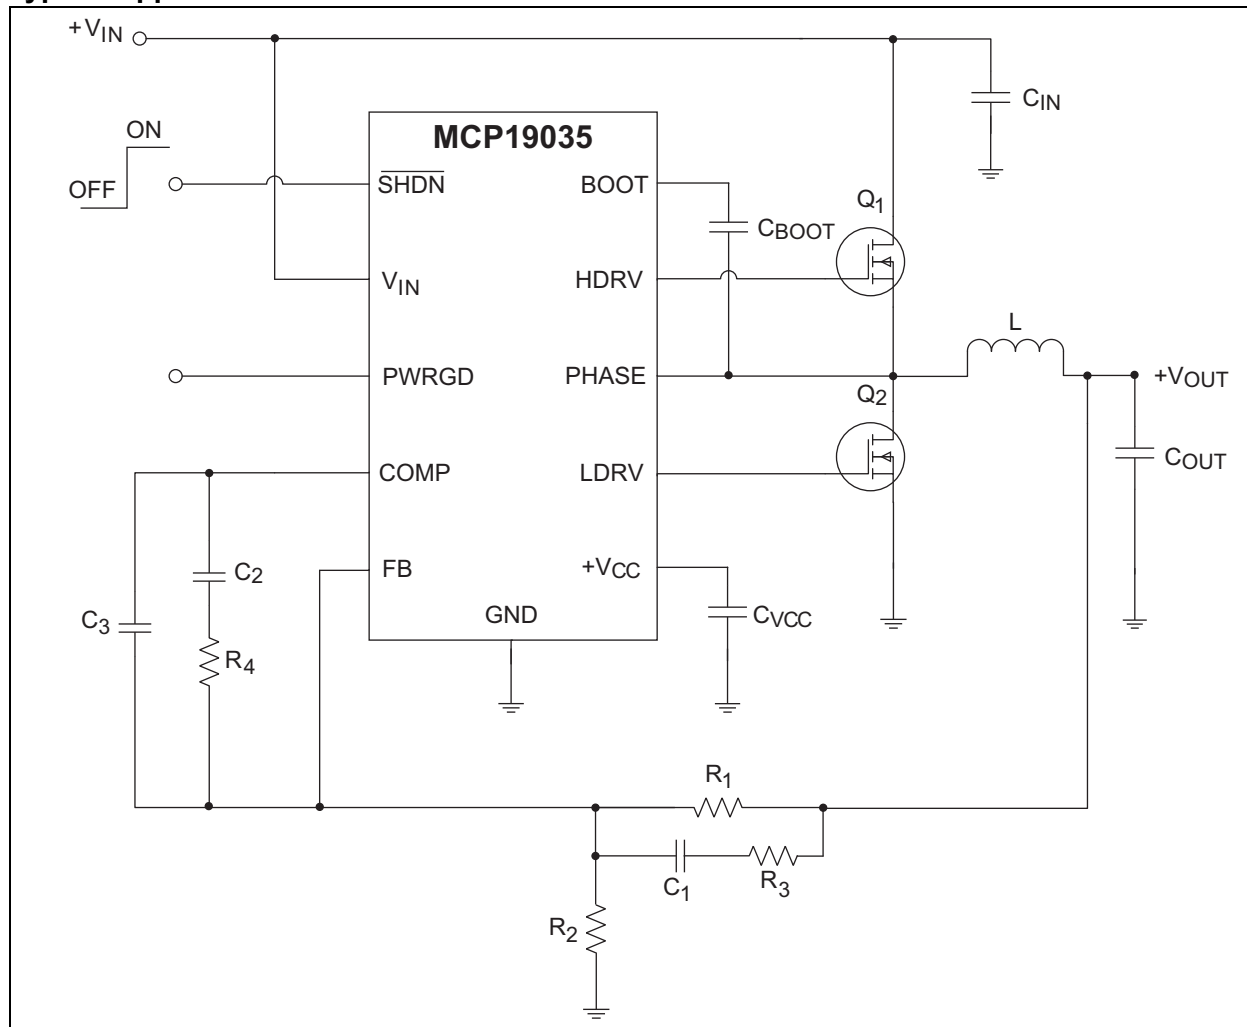 +VIN
CIN
MCP19035
ON
OFF
SHDN
BOOT
Q1
CBOOT
VIN
HDRV
L
PWRGD
PHASE
+VOUT
Q2
COMP
LDRV
COUT
C2
FB
+VCC
C3
GND
CVCC
R4
R1
C1
R3
R2